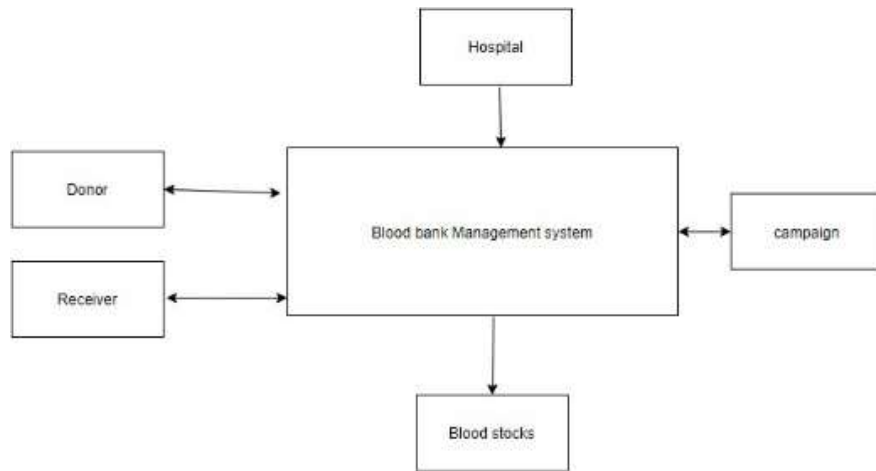 Hospital
Donor
Blood bank Management system
campaign
Receiver
Blood stocks